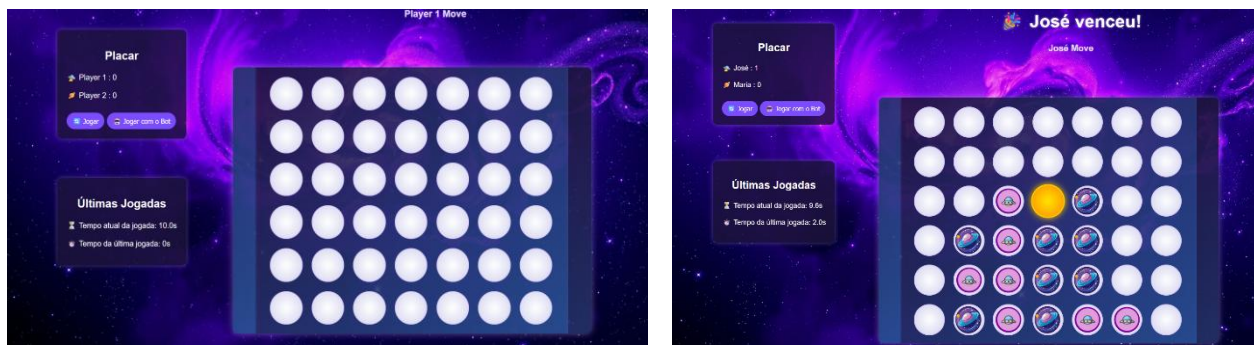 Player 1 Move
Placar
Player 1 : 0
Player 2 : 0
Jogar
Jogar com o Bot
Últimas Jogadas
Tempo atual da jogada: 10.0s
Tempo da última jogada: 0s
José venceu!
José Move
Placar
José : 1
Maria : 0
Jogar
Jogar com o Bot
Últimas Jogadas
Tempo atual da jogada: 9.6s
Tempo da última jogada: 2.0s